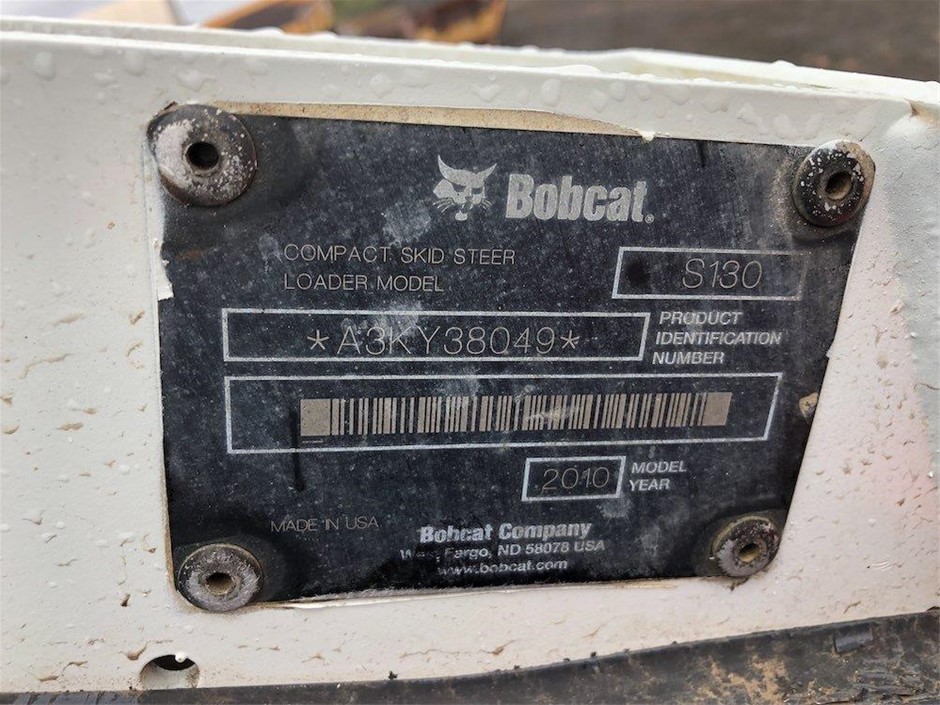 Bobcat®
COMPACT SKID STEER
LOADER MODEL
S130
*A3KY38049*
PRODUCT
IDENTIFICATION
NUMBER
2010
MODEL
YEAR
MADE IN USA
Bobcat Company
West Fargo, ND 58078 USA
www.bobcat.com